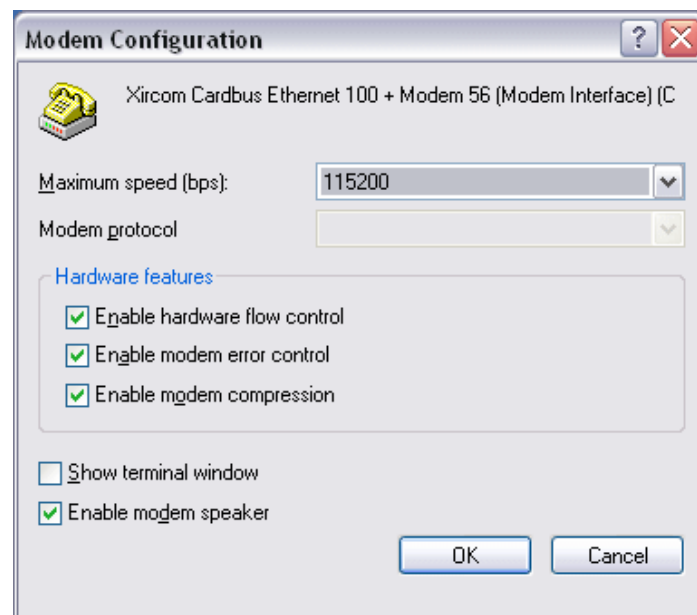 Modem Configuration
?
Xircom Cardbus Ethernet 100 + Modem 56 (Modem Interface) (C
Maximum speed (bps): 115200
Modem protocol
Hardware features
Enable hardware flow control
Enable modem error control
Enable modem compression
Show terminal window
Enable modem speaker
OK Cancel